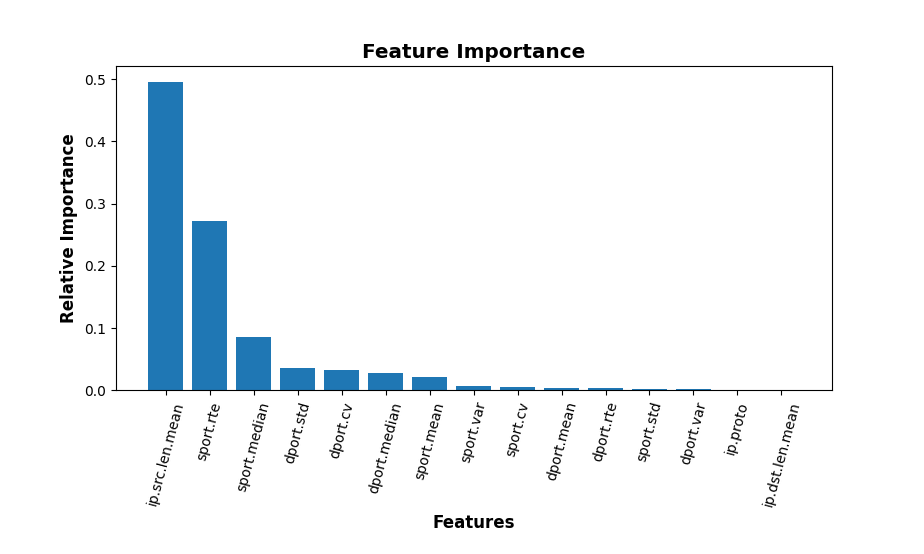 Feature Importance
Relative Importance
0.5
0.4
0.3
0.2
0.1
0.0
ip.src.len.mean
sport.rte
sport.median
dport.std
dport.cv
dport.median
sport.mean
sport.var
sport.cv
dport.mean
dport.rte
sport.std
dport.var
ip.proto
ip.dst.len.mean
Features